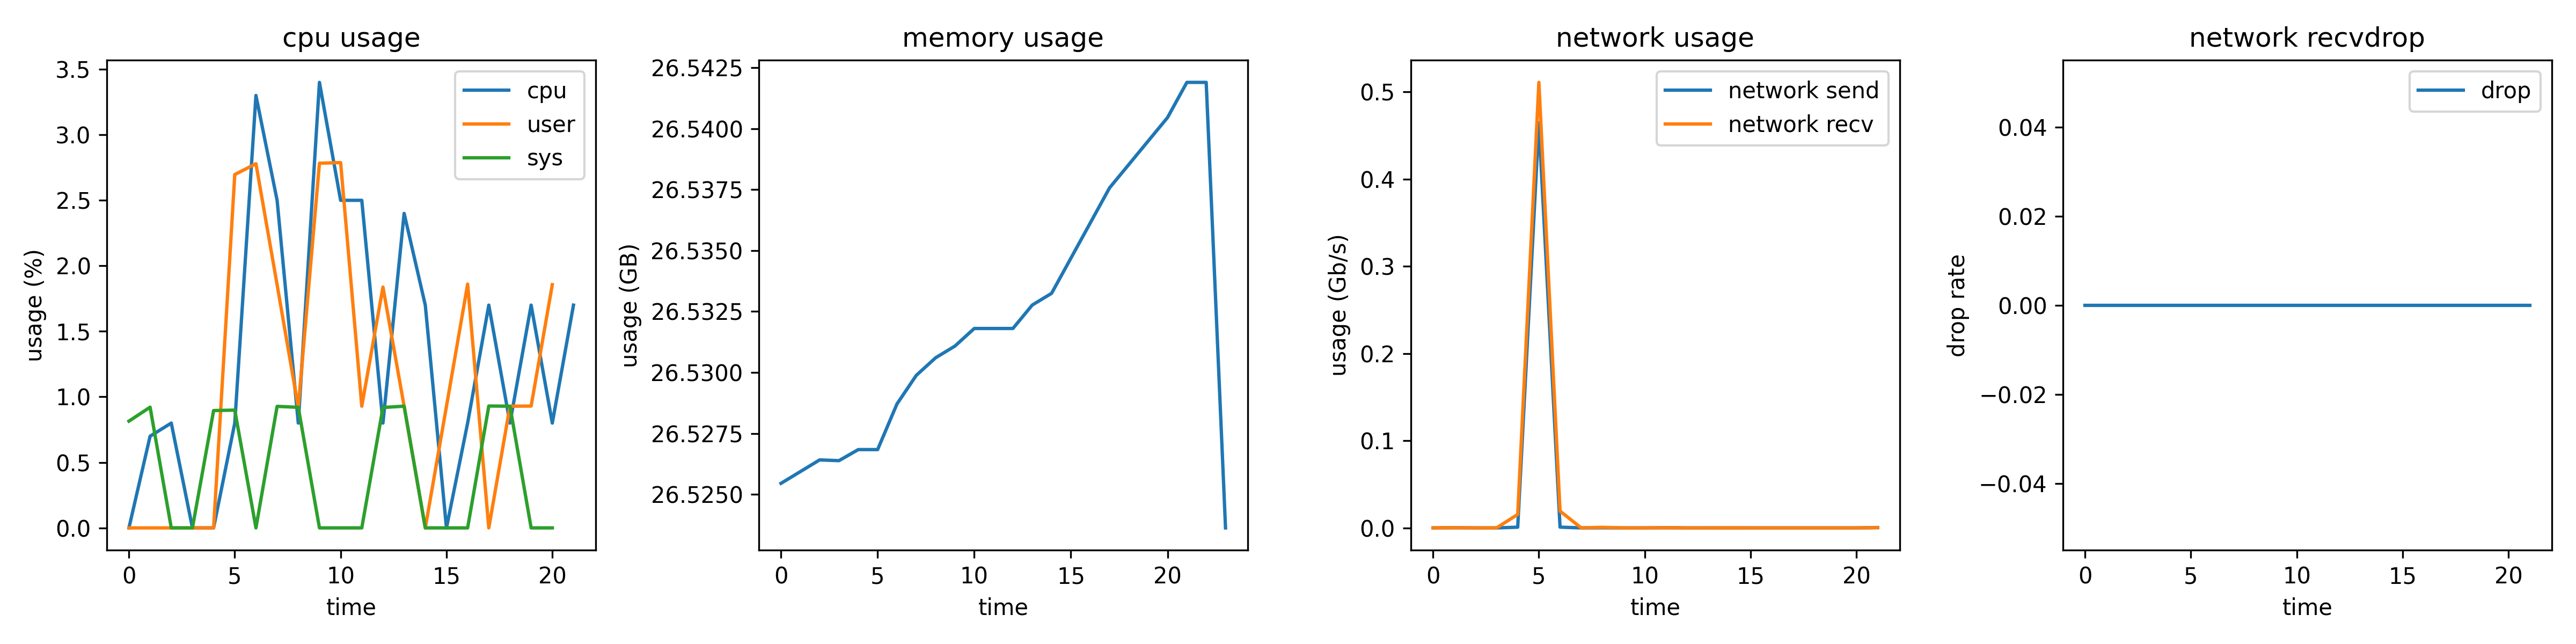 cpu usage
usage (%)
3.5
3.0
2.5
2.0
1.5
1.0
0.5
0.0
cpu
user
sys
0 5 10 15 20
time
memory usage
usage (GB)
26.5425
26.5400
26.5375
26.5350
26.5325
26.5300
26.5275
26.5250
0 5 10 15 20
time
network usage
usage (Gb/s)
0.5
0.4
0.3
0.2
0.1
0.0
network send
network recv
0 5 10 15 20
time
network recvdrop
drop rate
0.04
0.02
0.00
−0.02
−0.04
drop
0 5 10 15 20
time